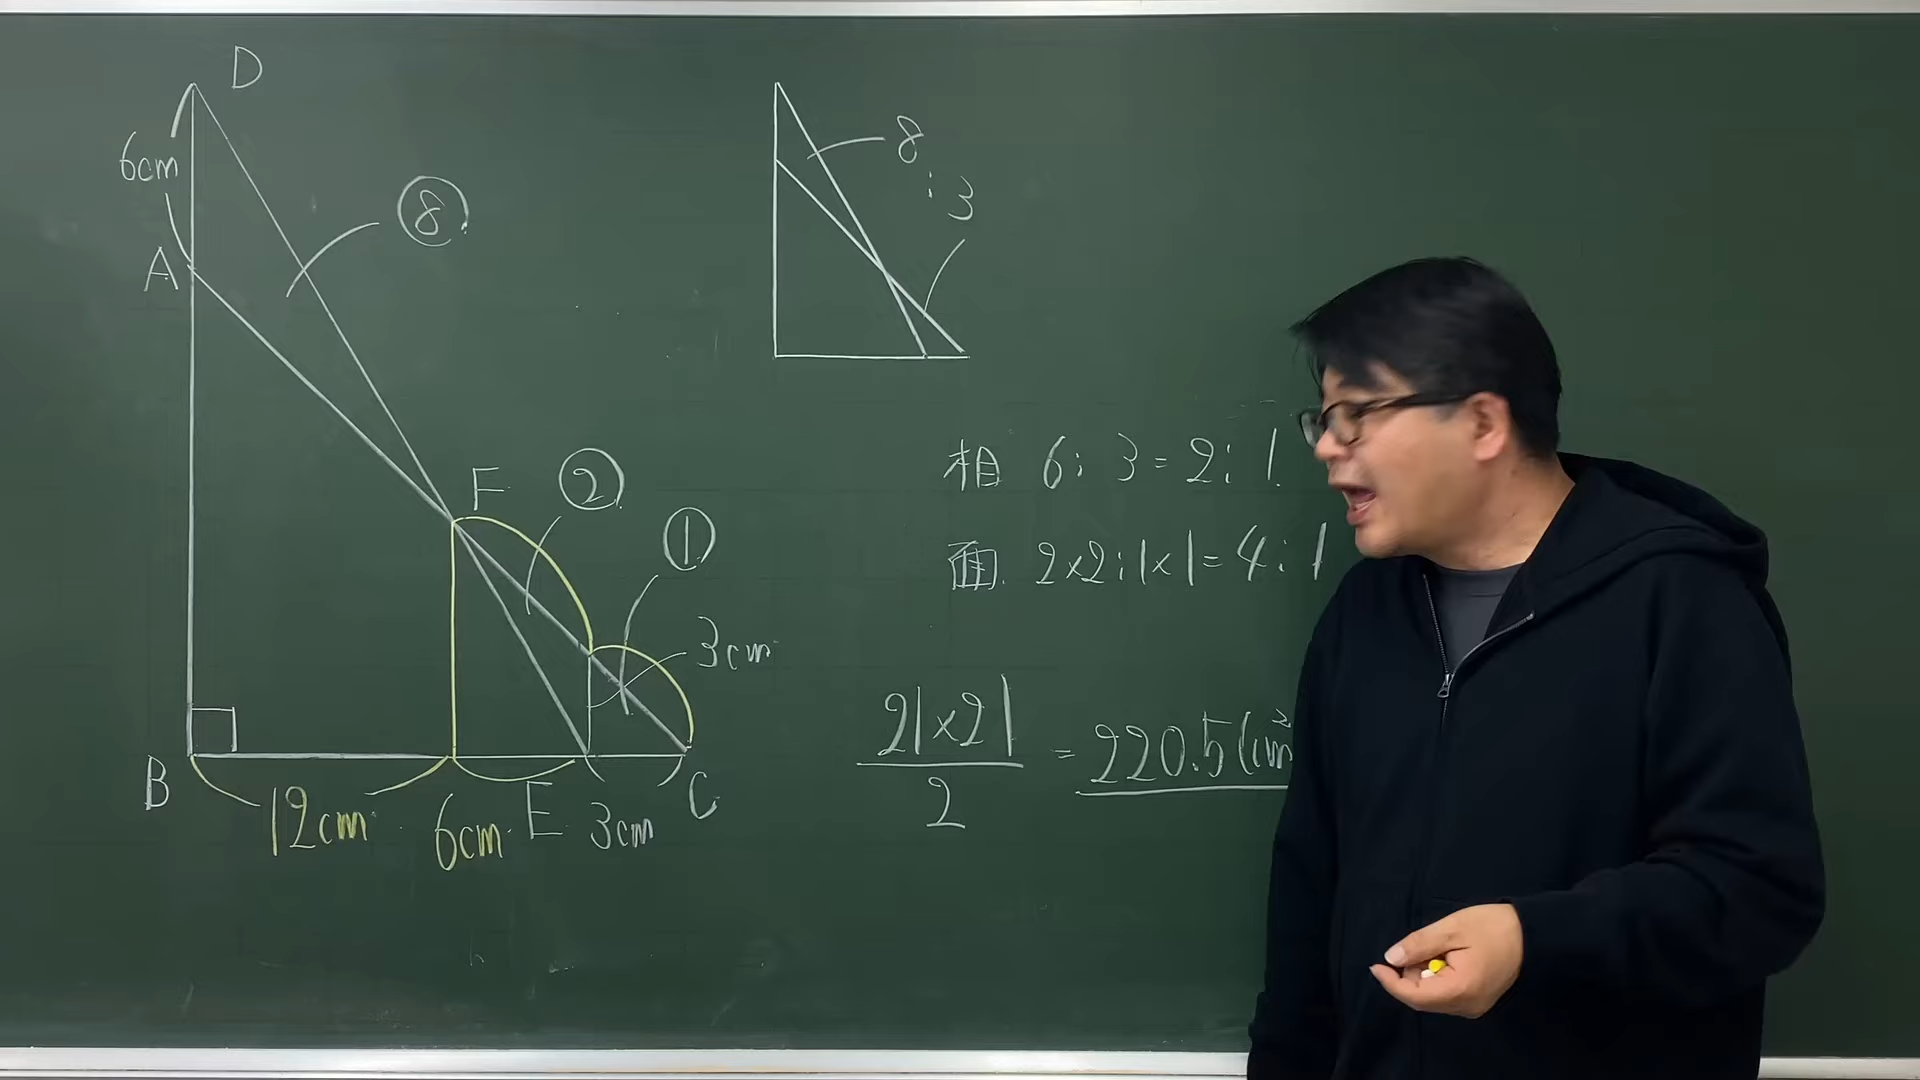 D
6cm
⑧
A
F
②
①
3cm
B
12cm
6cm
E
3cm
C
8:3
相 6:3=2:1
面 2×2:1×1=4:1
21×21
2
=220.5(cm²